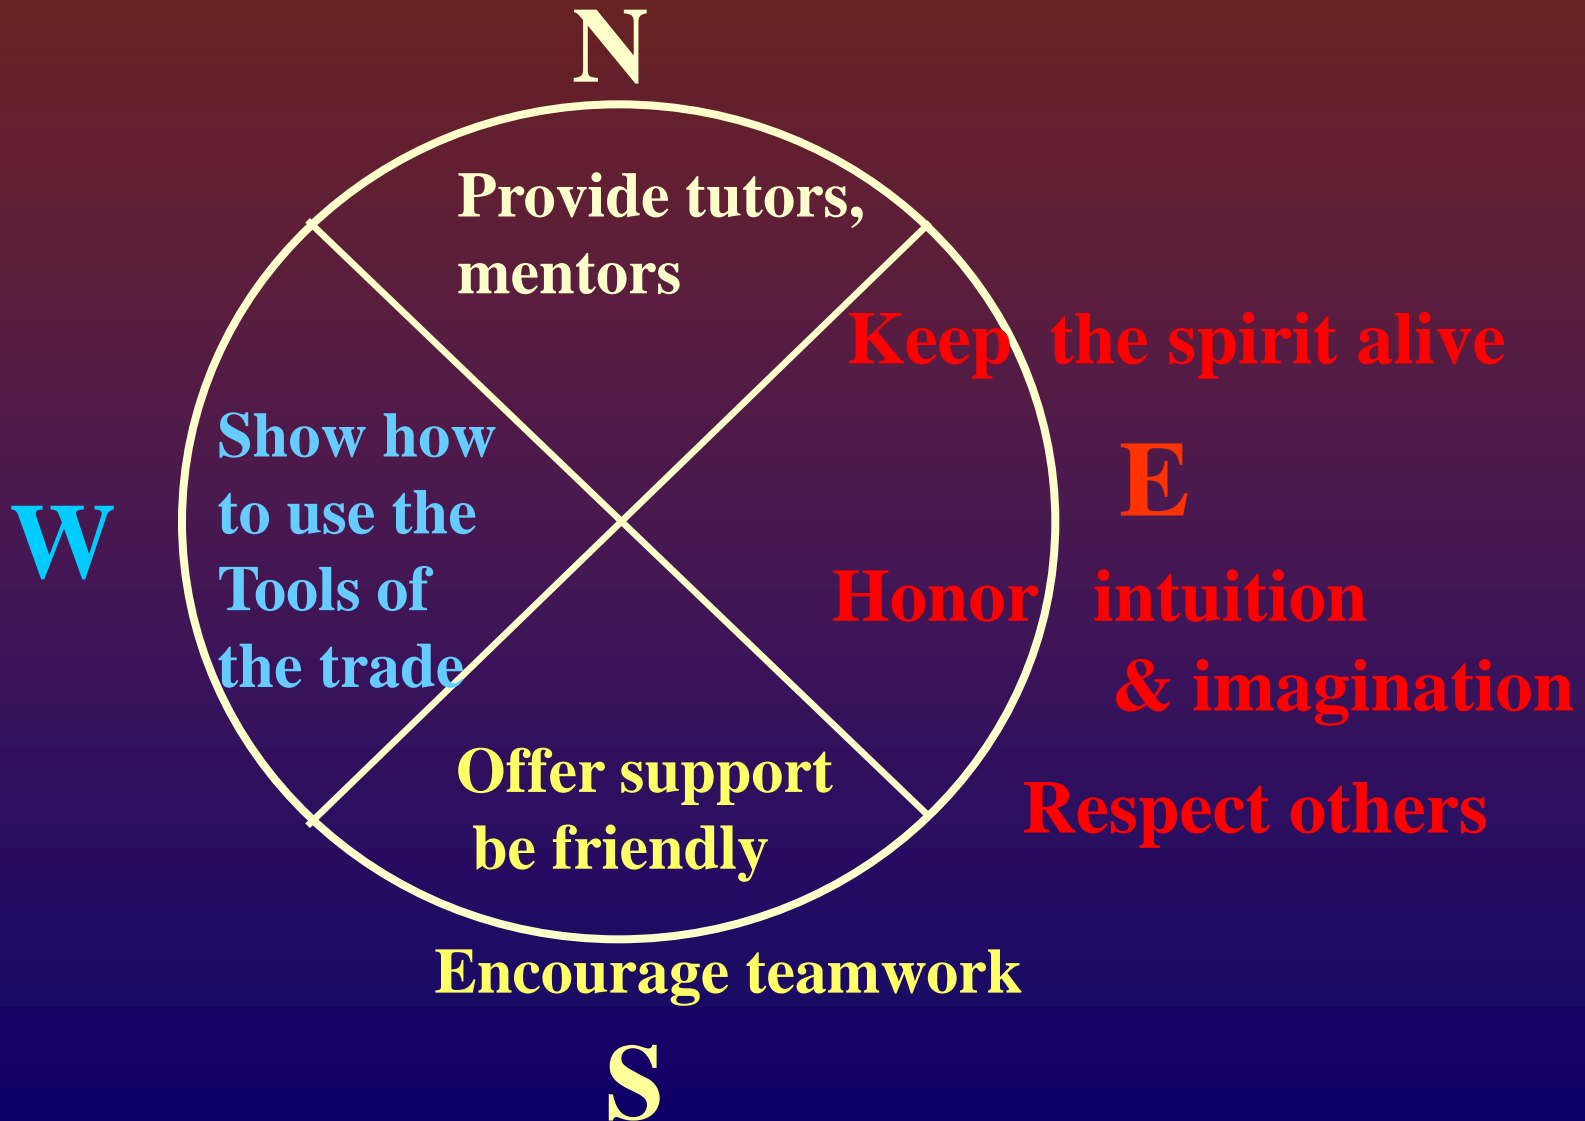 N
Provide tutors,
mentors
Keep the spirit alive
Show how
to use the
Tools of
the trade
W
E
Honor intuition
& imagination
Offer support
be friendly
Respect others
Encourage teamwork
S